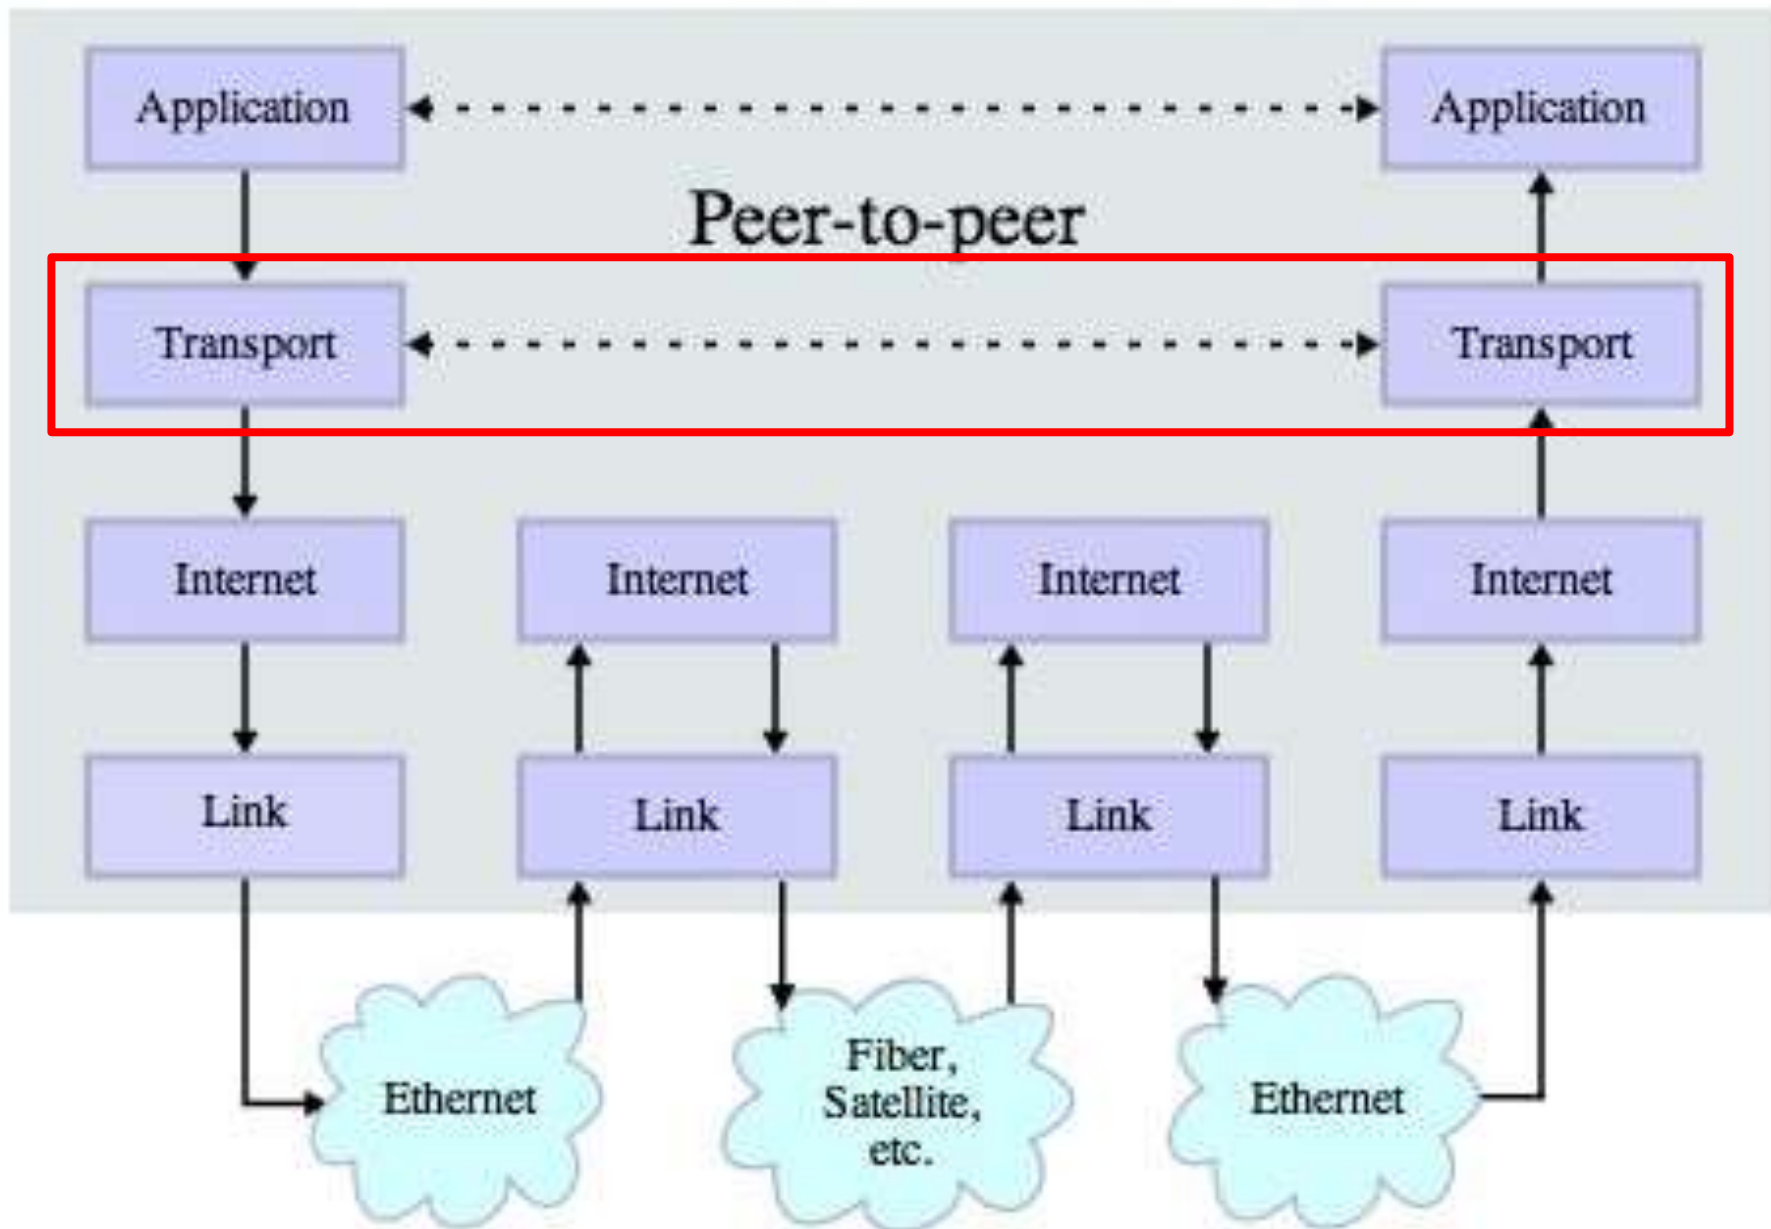 Application
Application
Peer-to-peer
Transport
Transport
Internet
Internet
Internet
Internet
Link
Link
Link
Link
Ethernet
Fiber,
Satellite,
etc.
Ethernet